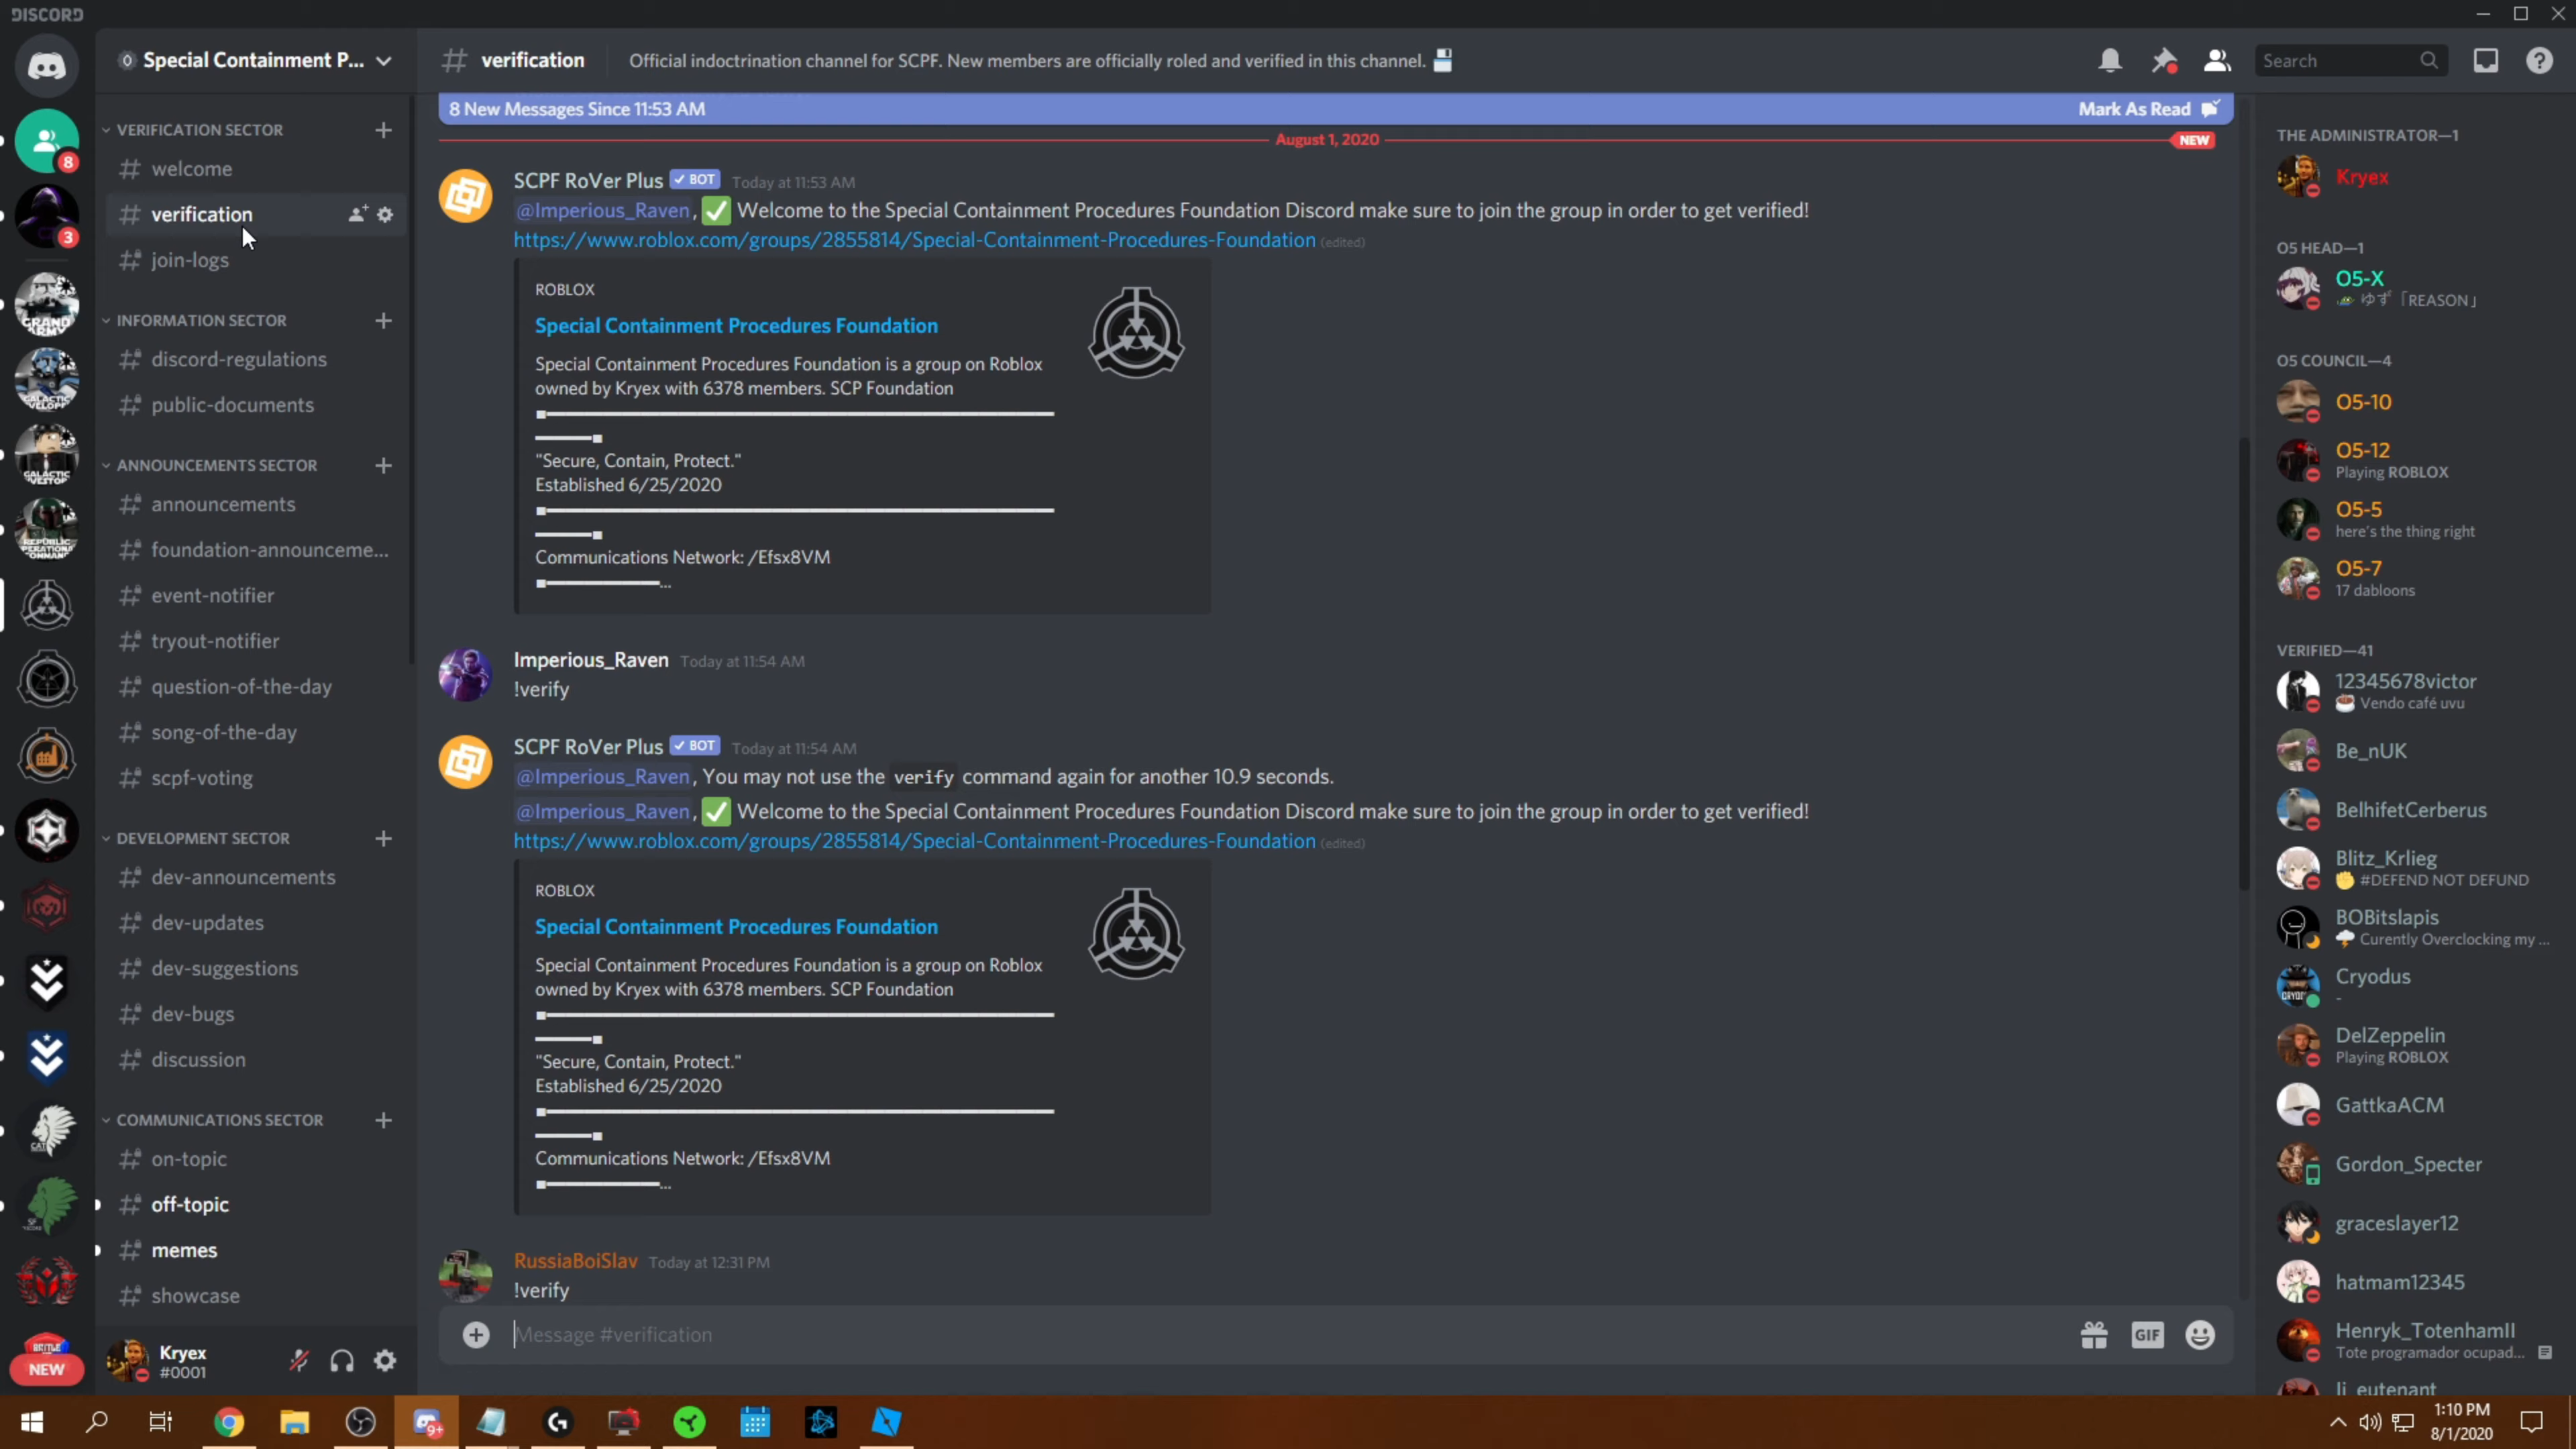 DISCORD
Special Containment P...
# verification
Official indoctrination channel for SCPF. New members are officially roled and verified in this channel.
Search
VERIFICATION SECTOR
welcome
verification
join-logs
INFORMATION SECTOR
discord-regulations
public-documents
ANNOUNCEMENTS SECTOR
announcements
foundation-announceme...
event-notifier
tryout-notifier
question-of-the-day
song-of-the-day
scpf-voting
DEVELOPMENT SECTOR
dev-announcements
dev-updates
dev-suggestions
dev-bugs
discussion
COMMUNICATIONS SECTOR
on-topic
off-topic
memes
showcase
Kryex
#0001
8
3
NEW
8 New Messages Since 11:53 AM
Mark As Read
August 1, 2020
NEW
SCPF RoVer Plus ✓ BOT Today at 11:53 AM
@Imperious_Raven, ✅ Welcome to the Special Containment Procedures Foundation Discord make sure to join the group in order to get verified!
https://www.roblox.com/groups/2855814/Special-Containment-Procedures-Foundation (edited)
ROBLOX
Special Containment Procedures Foundation
Special Containment Procedures Foundation is a group on Roblox
owned by Kryex with 6378 members. SCP Foundation
"Secure, Contain, Protect."
Established 6/25/2020
Communications Network: /Efsx8VM
...
Imperious_Raven Today at 11:54 AM
!verify
SCPF RoVer Plus ✓ BOT Today at 11:54 AM
@Imperious_Raven, You may not use the verify command again for another 10.9 seconds.
@Imperious_Raven, ✅ Welcome to the Special Containment Procedures Foundation Discord make sure to join the group in order to get verified!
https://www.roblox.com/groups/2855814/Special-Containment-Procedures-Foundation (edited)
ROBLOX
Special Containment Procedures Foundation
Special Containment Procedures Foundation is a group on Roblox
owned by Kryex with 6378 members. SCP Foundation
"Secure, Contain, Protect."
Established 6/25/2020
Communications Network: /Efsx8VM
...
RussiaBoiSlav Today at 12:31 PM
!verify
Message #verification
GIF
THE ADMINISTRATOR—1
Kryex
O5 HEAD—1
O5-X
ゆず「REASON」
O5 COUNCIL—4
O5-10
O5-12
Playing ROBLOX
O5-5
here's the thing right
O5-7
17 dabloons
VERIFIED—41
12345678victor
Vendo café uvu
Be_nUK
BelhifetCerberus
Blitz_Krlieg
#DEFEND NOT DEFUND
BOBitslapis
Curently Overclocking my ...
Cryodus
-
DelZeppelin
Playing ROBLOX
GattkaACM
Gordon_Specter
graceslayer12
hatmam12345
Henryk_TotenhamII
Tote programador ocupad...
li_eutenant
9+
1:10 PM
8/1/2020